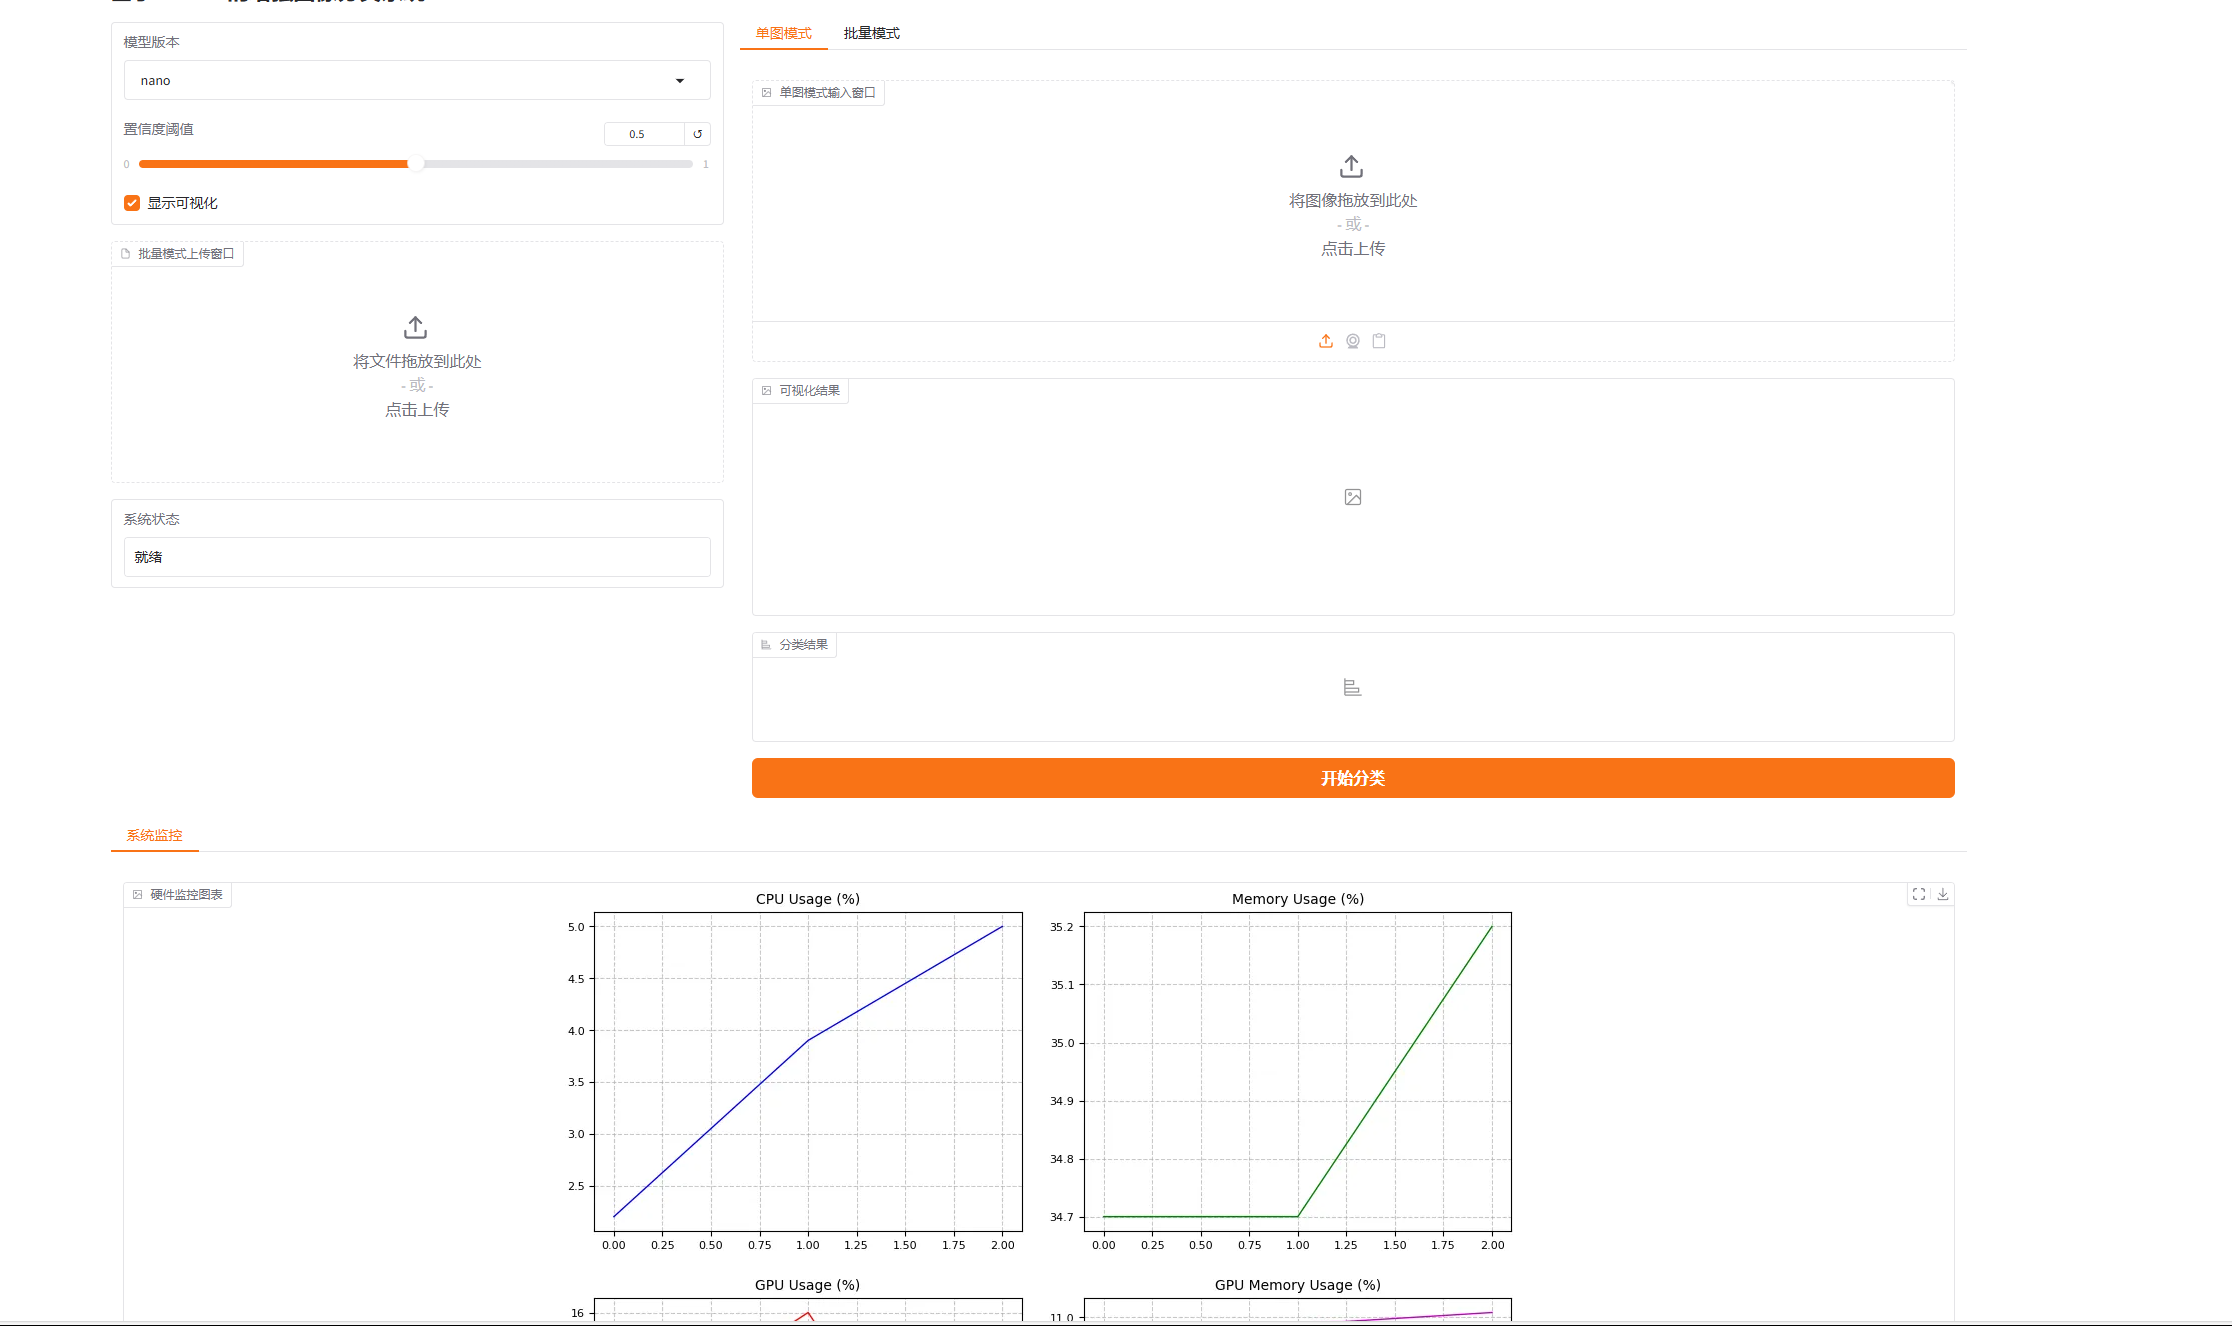 模型版本
nano
置信度阈值
0.5
0
1
显示可视化
批量模式上传窗口
将文件拖放到此处
- 或 -
点击上传
系统状态
就绪
单图模式 批量模式
单图模式输入窗口
将图像拖放到此处
- 或 -
点击上传
可视化结果
分类结果
开始分类
系统监控
硬件监控图表
CPU Usage (%)
5.0
4.5
4.0
3.5
3.0
2.5
0.00 0.25 0.50 0.75 1.00 1.25 1.50 1.75 2.00
Memory Usage (%)
35.2
35.1
35.0
34.9
34.8
34.7
0.00 0.25 0.50 0.75 1.00 1.25 1.50 1.75 2.00
GPU Usage (%)
16
GPU Memory Usage (%)
11.0